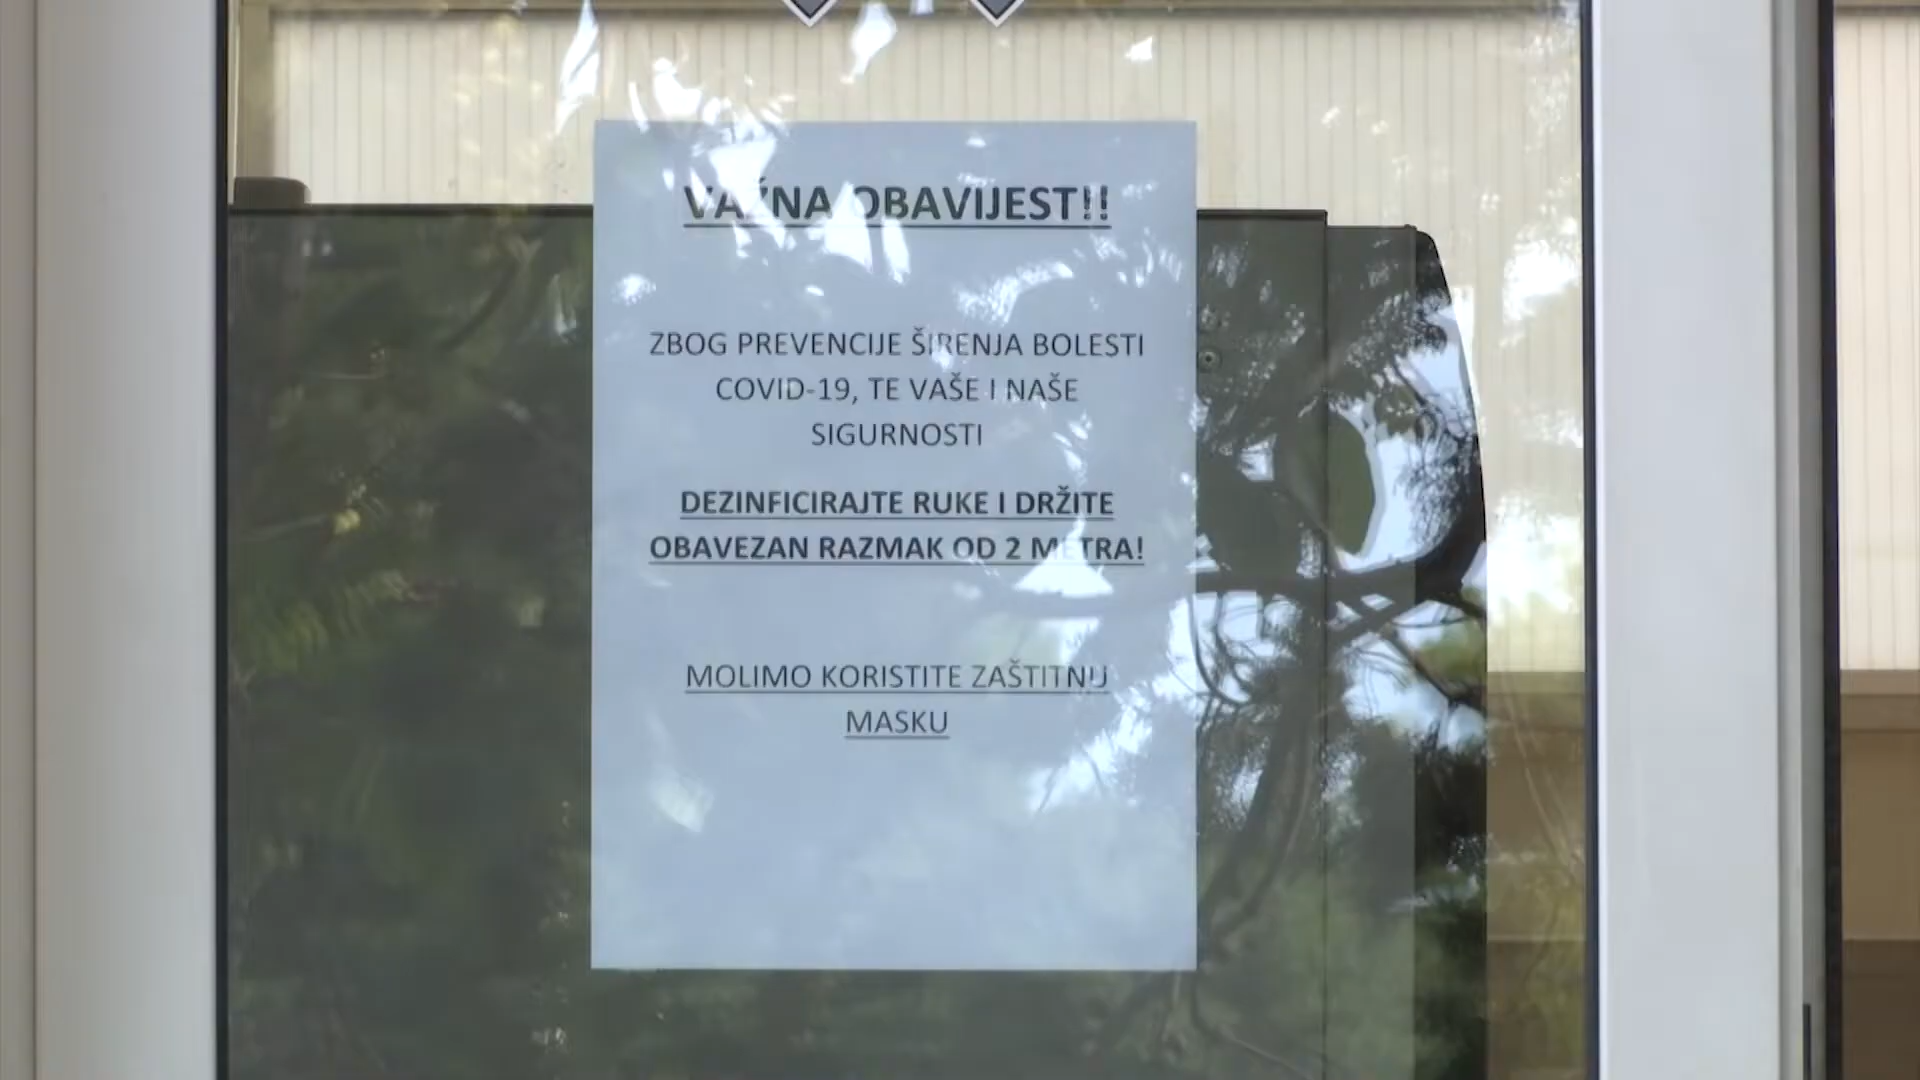 VAŽNA OBAVIJEST!!
ZBOG PREVENCIJE ŠIRENJA BOLESTI
COVID-19, TE VAŠE I NAŠE
SIGURNOSTI
DEZINFICIRAJTE RUKE I DRŽITE
OBAVEZAN RAZMAK OD 2 METRA!
MOLIMO KORISTITE ZAŠTITNU
MASKU